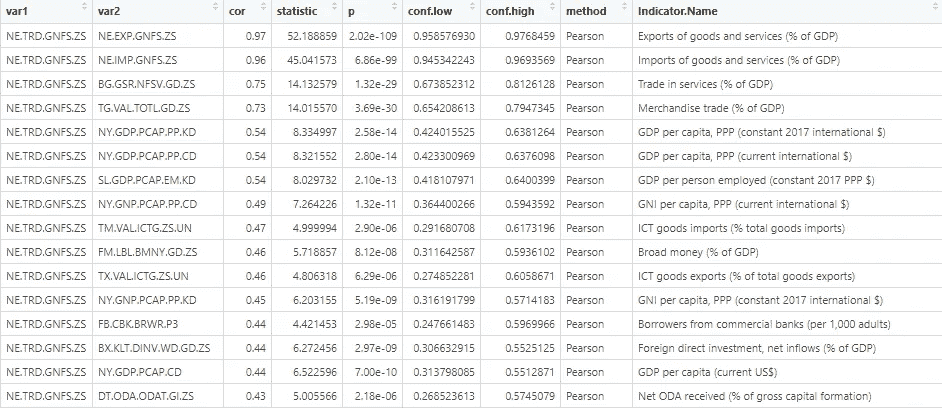 var1 var2 cor statistic p conf.low conf.high method Indicator.Name
NE.TRD.GNFS.ZS NE.EXP.GNFS.ZS 0.97 52.188859 2.02e-109 0.958576930 0.9768459 Pearson Exports of goods and services (% of GDP)
NE.TRD.GNFS.ZS NE.IMP.GNFS.ZS 0.96 45.041573 6.86e-99 0.945342243 0.9693569 Pearson Imports of goods and services (% of GDP)
NE.TRD.GNFS.ZS BG.GSR.NFSV.GD.ZS 0.75 14.132579 1.32e-29 0.673852312 0.8126128 Pearson Trade in services (% of GDP)
NE.TRD.GNFS.ZS TG.VAL.TOTL.GD.ZS 0.73 14.015570 3.69e-30 0.654208613 0.7947345 Pearson Merchandise trade (% of GDP)
NE.TRD.GNFS.ZS NY.GDP.PCAP.PP.KD 0.54 8.334997 2.58e-14 0.424015525 0.6381264 Pearson GDP per capita, PPP (constant 2017 international $)
NE.TRD.GNFS.ZS NY.GDP.PCAP.PP.CD 0.54 8.321552 2.80e-14 0.423300969 0.6376098 Pearson GDP per capita, PPP (current international $)
NE.TRD.GNFS.ZS SL.GDP.PCAP.EM.KD 0.54 8.029732 2.10e-13 0.418107971 0.6400399 Pearson GDP per person employed (constant 2017 PPP $)
NE.TRD.GNFS.ZS NY.GNP.PCAP.PP.CD 0.49 7.264226 1.32e-11 0.364400266 0.5943592 Pearson GNI per capita, PPP (current international $)
NE.TRD.GNFS.ZS TM.VAL.ICTG.ZS.UN 0.47 4.999994 2.90e-06 0.291680708 0.6173196 Pearson ICT goods imports (% total goods imports)
NE.TRD.GNFS.ZS FM.LBL.BMNY.GD.ZS 0.46 5.718857 8.12e-08 0.311642587 0.5936102 Pearson Broad money (% of GDP)
NE.TRD.GNFS.ZS TX.VAL.ICTG.ZS.UN 0.46 4.806318 6.29e-06 0.274852281 0.6058671 Pearson ICT goods exports (% of total goods exports)
NE.TRD.GNFS.ZS NY.GNP.PCAP.PP.KD 0.45 6.203155 5.19e-09 0.316191799 0.5714183 Pearson GNI per capita, PPP (constant 2017 international $)
NE.TRD.GNFS.ZS FB.CBK.BRWR.P3 0.44 4.421453 2.98e-05 0.247661483 0.5969966 Pearson Borrowers from commercial banks (per 1,000 adults)
NE.TRD.GNFS.ZS BX.KLT.DINV.WD.GD.ZS 0.44 6.272456 2.97e-09 0.306632915 0.5525125 Pearson Foreign direct investment, net inflows (% of GDP)
NE.TRD.GNFS.ZS NY.GDP.PCAP.CD 0.44 6.522596 7.00e-10 0.313798085 0.5512871 Pearson GDP per capita (current US$)
NE.TRD.GNFS.ZS DT.ODA.ODAT.GI.ZS 0.43 5.005566 2.18e-06 0.268523613 0.5745079 Pearson Net ODA received (% of gross capital formation)